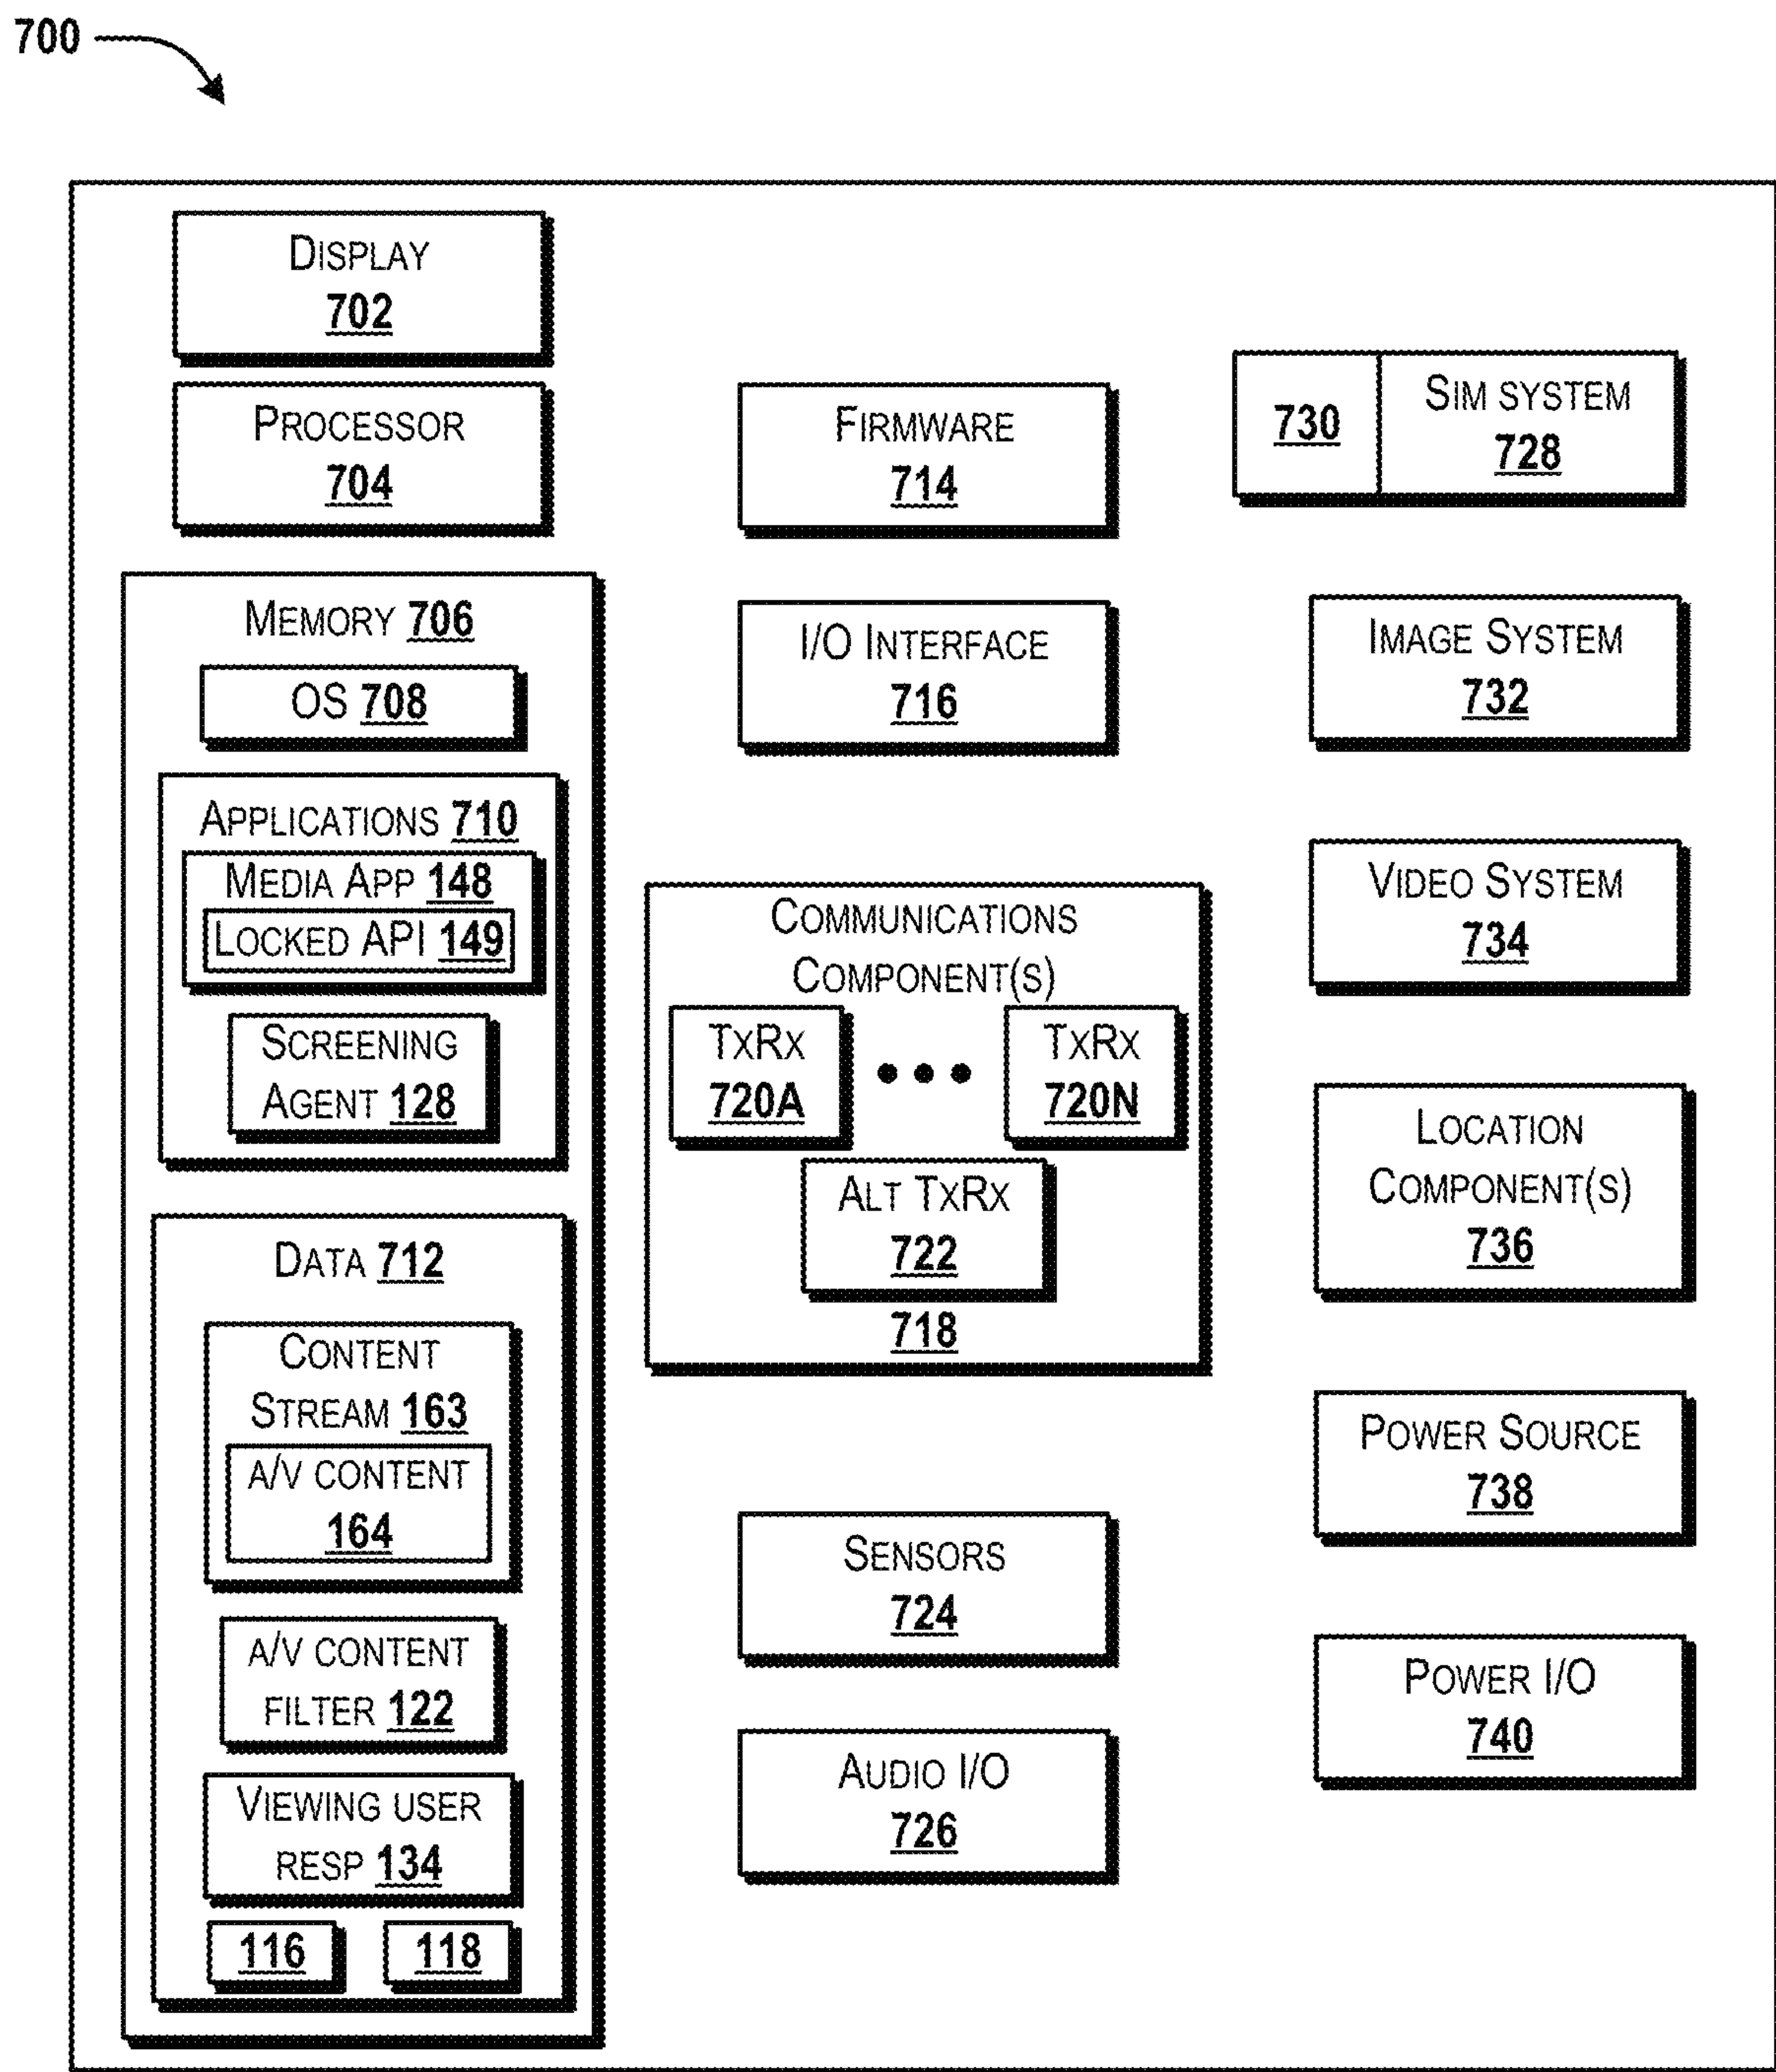 700
DISPLAY
702
PROCESSOR
704
MEMORY 706
OS 708
APPLICATIONS 710
MEDIA APP 148
LOCKED API 149
SCREENING
AGENT 128
DATA 712
CONTENT
STREAM 163
A/V CONTENT
164
A/V CONTENT
FILTER 122
VIEWING USER
RESP 134
116
118
FIRMWARE
714
I/O INTERFACE
716
COMMUNICATIONS
COMPONENT(S)
TXRX
720A
TXRX
720N
ALT TXRX
722
718
SENSORS
724
AUDIO I/O
726
730
SIM SYSTEM
728
IMAGE SYSTEM
732
VIDEO SYSTEM
734
LOCATION
COMPONENT(S)
736
POWER SOURCE
738
POWER I/O
740